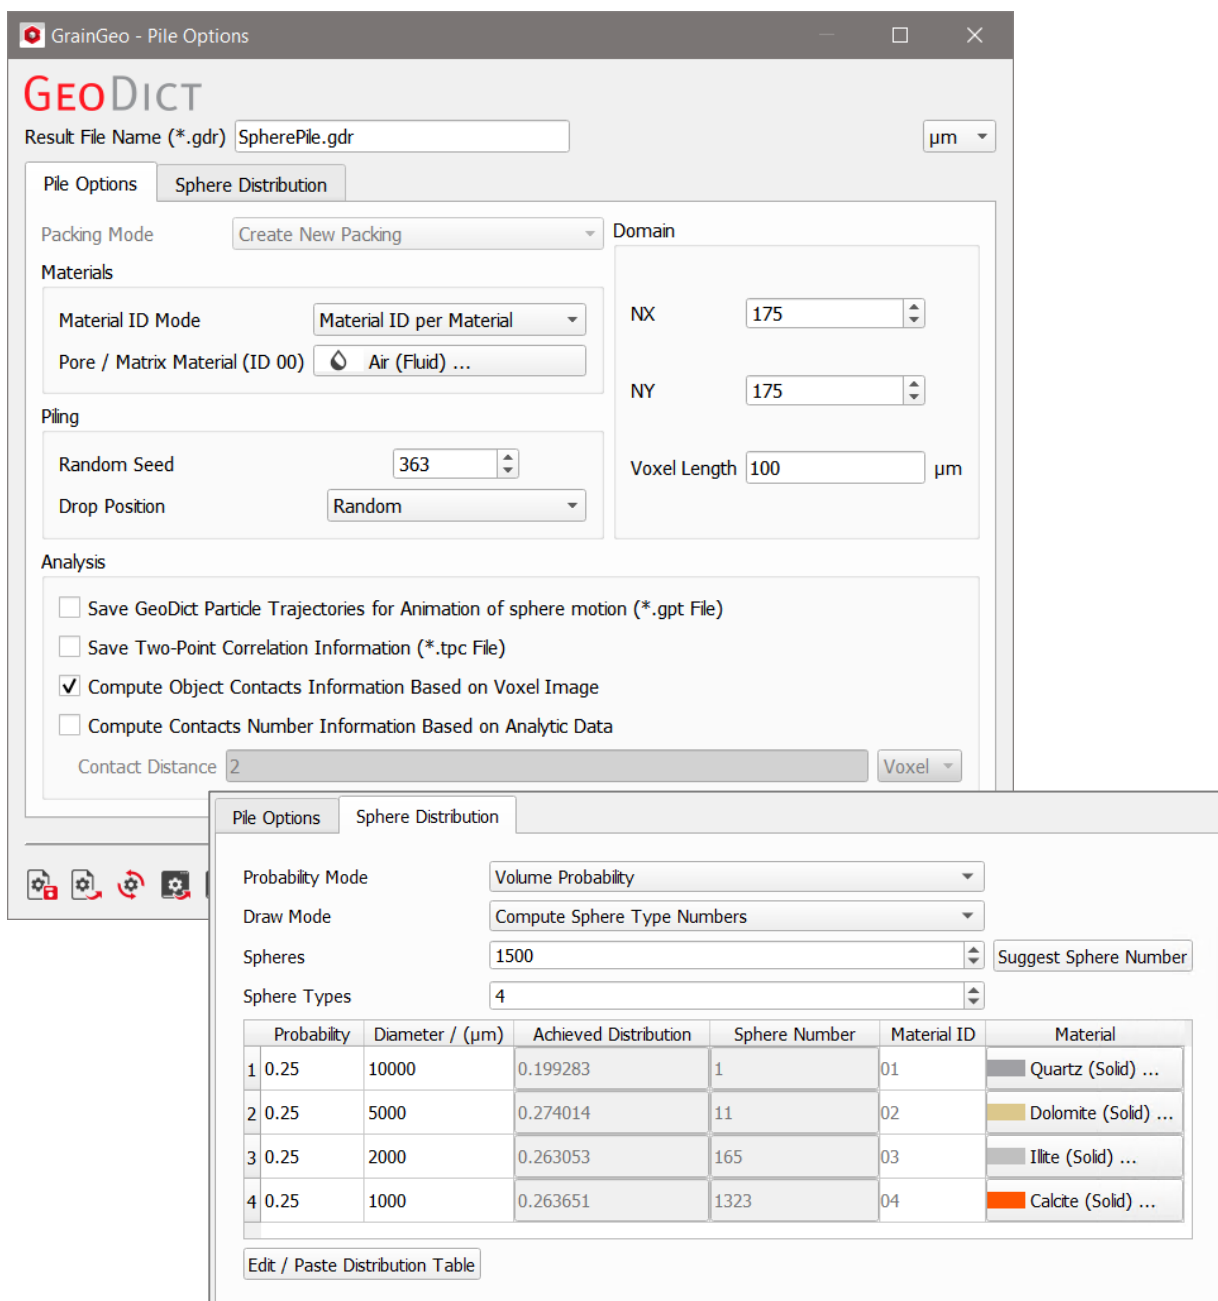 GrainGeo - Pile Options
GEODICT
Result File Name (*.gdr) SpherePile.gdr µm
Pile Options Sphere Distribution
Packing Mode Create New Packing
Domain
Materials
Material ID Mode Material ID per Material
NX 175
Pore / Matrix Material (ID 00) Air (Fluid) ...
NY 175
Piling
Random Seed 363
Voxel Length 100 µm
Drop Position Random
Analysis
Save GeoDict Particle Trajectories for Animation of sphere motion (*.gpt File)
Save Two-Point Correlation Information (*.tpc File)
Compute Object Contacts Information Based on Voxel Image
Compute Contacts Number Information Based on Analytic Data
Contact Distance 2 Voxel
Pile Options Sphere Distribution
Probability Mode Volume Probability
Draw Mode Compute Sphere Type Numbers
Spheres 1500 Suggest Sphere Number
Sphere Types 4
Probability Diameter / (µm) Achieved Distribution Sphere Number Material ID Material
1 0.25 10000 0.199283 1 01 Quartz (Solid) ...
2 0.25 5000 0.274014 11 02 Dolomite (Solid) ...
3 0.25 2000 0.263053 165 03 Illite (Solid) ...
4 0.25 1000 0.263651 1323 04 Calcite (Solid) ...
Edit / Paste Distribution Table